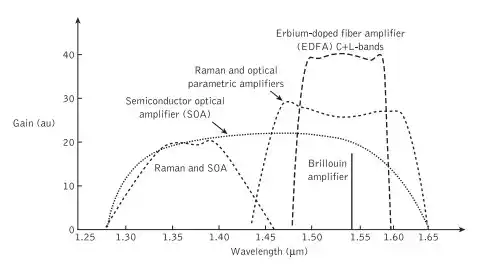 Erbium-doped fiber amplifier
(EDFA) C+L-bands
Raman and optical
parametric amplifiers
Semiconductor optical
amplifier (SOA)
Raman and SOA
Brillouin
amplifier
Gain (au)
40
30
20
10
0
1.25 1.30 1.35 1.40 1.45 1.50 1.55 1.60 1.65
Wavelength (μm)